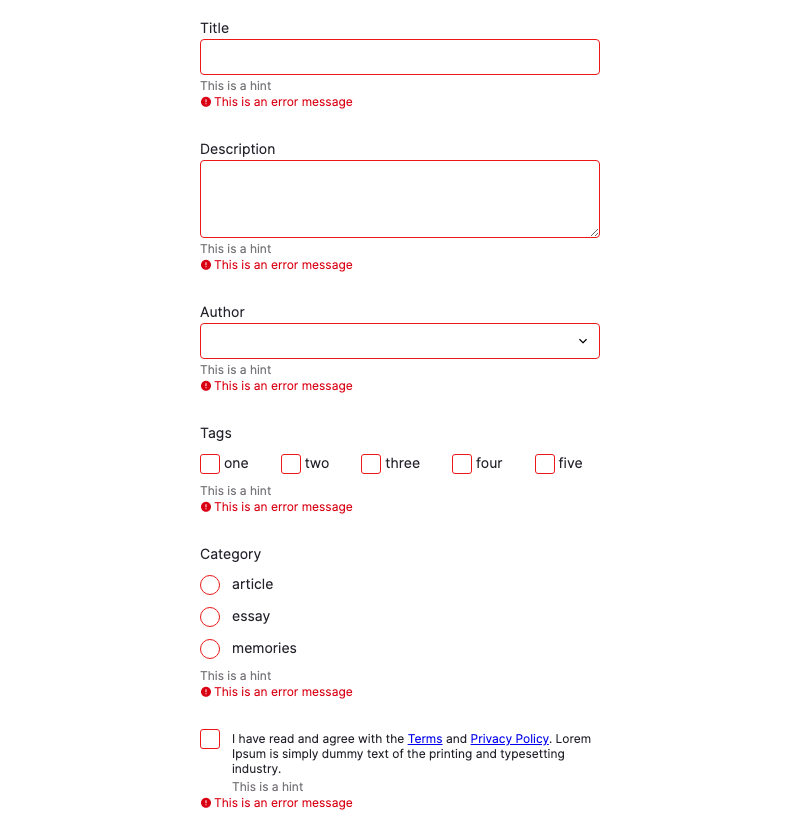 Title
This is a hint
This is an error message
Description
This is a hint
This is an error message
Author
This is a hint
This is an error message
Tags
one two three four five
This is a hint
This is an error message
Category
article
essay
memories
This is a hint
This is an error message
I have read and agree with the Terms and Privacy Policy. Lorem
Ipsum is simply dummy text of the printing and typesetting
industry.
This is a hint
This is an error message